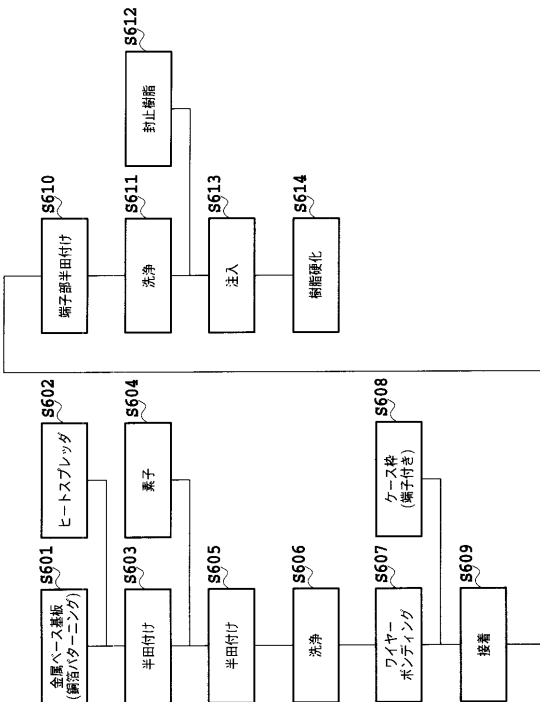 S601
金属ベース基板
(銅箔パターニング)
S602
ヒートスプレッダ
S603
半田付け
S604
素子
S605
半田付け
S606
洗浄
S607
ワイヤー
ボンディング
S608
ケース枠
(端子付き)
S609
接着
S610
端子部半田付け
S611
洗浄
S612
封止樹脂
S613
注入
S614
樹脂硬化